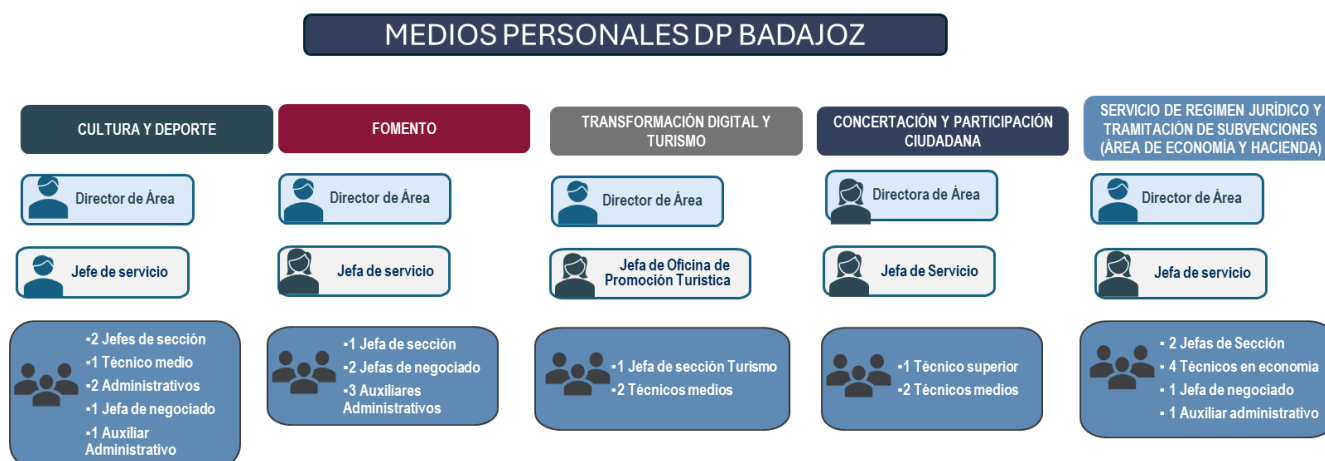 MEDIOS PERSONALES DP BADAJOZ
CULTURA Y DEPORTE
Director de Área
Jefe de servicio
▪2 Jefes de sección
▪1 Técnico medio
▪2 Administrativos
▪1 Jefa de negociado
▪1 Auxiliar
Administrativo
FOMENTO
Director de Área
Jefa de servicio
▪1 Jefa de sección
▪2 Jefas de negociado
▪3 Auxiliares
Administrativos
TRANSFORMACIÓN DIGITAL Y
TURISMO
Director de Área
Jefa de Oficina de
Promoción Turística
▪1 Jefa de sección Turismo
▪2 Técnicos medios
CONCERTACIÓN Y PARTICIPACIÓN
CIUDADANA
Directora de Área
Jefa de Servicio
▪1 Técnico superior
▪2 Técnicos medios
SERVICIO DE REGIMEN JURÍDICO Y
TRAMITACIÓN DE SUBVENCIONES
(ÁREA DE ECONOMÍA Y HACIENDA)
Director de Área
Jefa de servicio
▪ 2 Jefas de Sección
▪ 4 Técnicos en economía
▪ 1 Jefa de negociado
▪ 1 Auxiliar administrativo